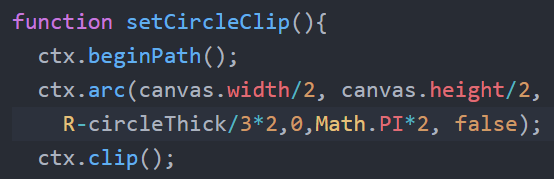 function setCircleClip(){
ctx.beginPath();
ctx.arc(canvas.width/2, canvas.height/2,
R-circleThick/3*2,0,Math.PI*2, false);
ctx.clip();